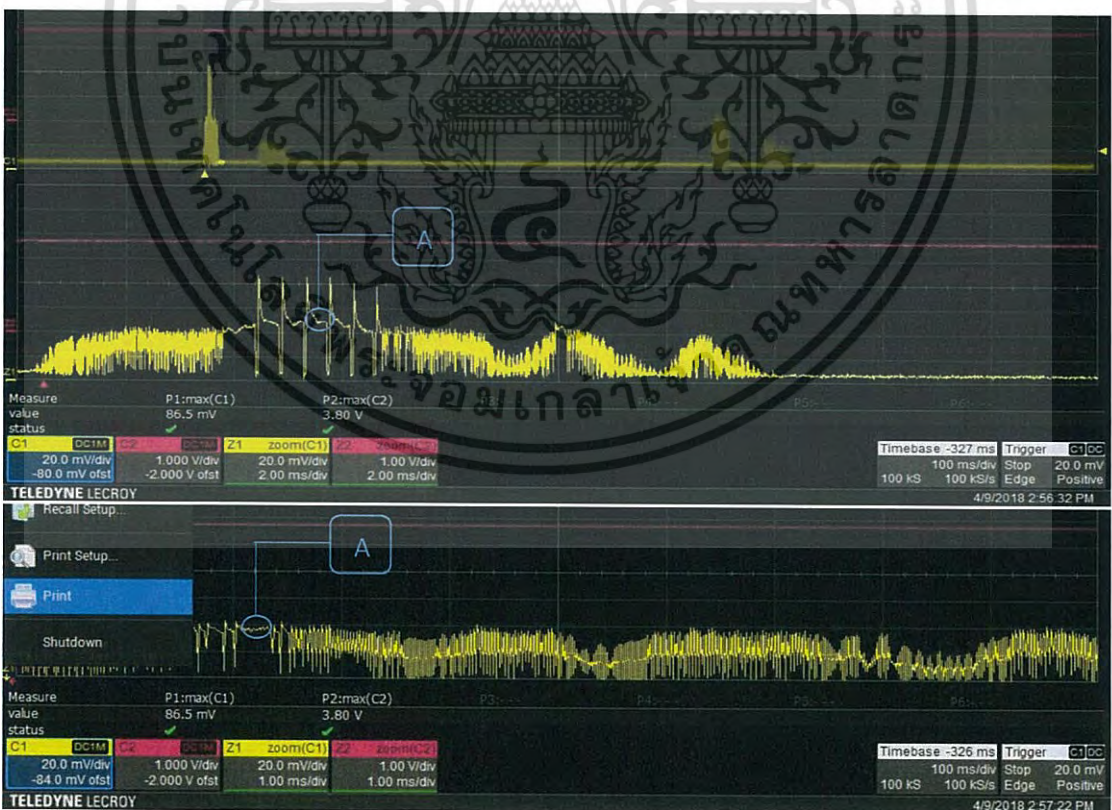 C1
A
Z1
Measure P1:max(C1) P2:max(C2) P3:- - - P4:- - - P5:- - - P6:- - -
value 86.5 mV 3.80 V
status
C1 DC1M C2 DC1M Z1 zoom(C1) Z2 zoom(C2)
20.0 mV/div 1.000 V/div 20.0 mV/div 1.00 V/div
-80.0 mV ofst -2.000 V ofst 2.00 ms/div 2.00 ms/div
Timebase -327 ms Trigger C1 DC
100 ms/div Stop 20.0 mV
100 kS 100 kS/s Edge Positive
TELEDYNE LECROY 4/9/2018 2:56:32 PM
Recall Setup...
Print Setup...
Print
Shutdown
A
Measure P1:max(C1) P2:max(C2) P3:- - - P4:- - - P5:- - - P6:- - -
value 86.5 mV 3.80 V
status
C1 DC1M C2 DC1M Z1 zoom(C1) Z2 zoom(C2)
20.0 mV/div 1.000 V/div 20.0 mV/div 1.00 V/div
-84.0 mV ofst -2.000 V ofst 1.00 ms/div 1.00 ms/div
Timebase -326 ms Trigger C1 DC
100 ms/div Stop 20.0 mV
100 kS 100 kS/s Edge Positive
TELEDYNE LECROY 4/9/2018 2:57:22 PM